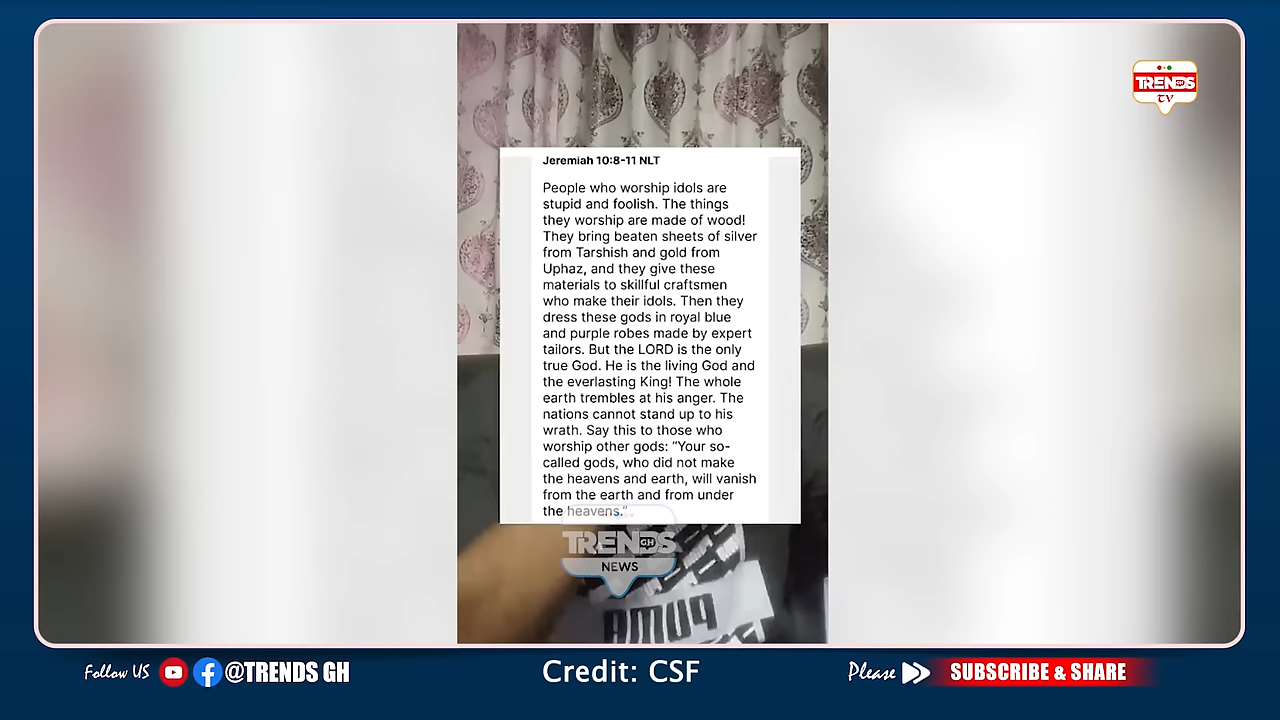 TRENDS
TV
Jeremiah 10:8-11 NLT
People who worship idols are
stupid and foolish. The things
they worship are made of wood!
They bring beaten sheets of silver
from Tarshish and gold from
Uphaz, and they give these
materials to skillful craftsmen
who make their idols. Then they
dress these gods in royal blue
and purple robes made by expert
tailors. But the LORD is the only
true God. He is the living God and
the everlasting King! The whole
earth trembles at his anger. The
nations cannot stand up to his
wrath. Say this to those who
worship other gods: “Your so-
called gods, who did not make
the heavens and earth, will vanish
from the earth and from under
the heavens.”
TRENDS GH
NEWS
PUMA
Follow US @TRENDS GH
Credit: CSF
Please SUBSCRIBE & SHARE